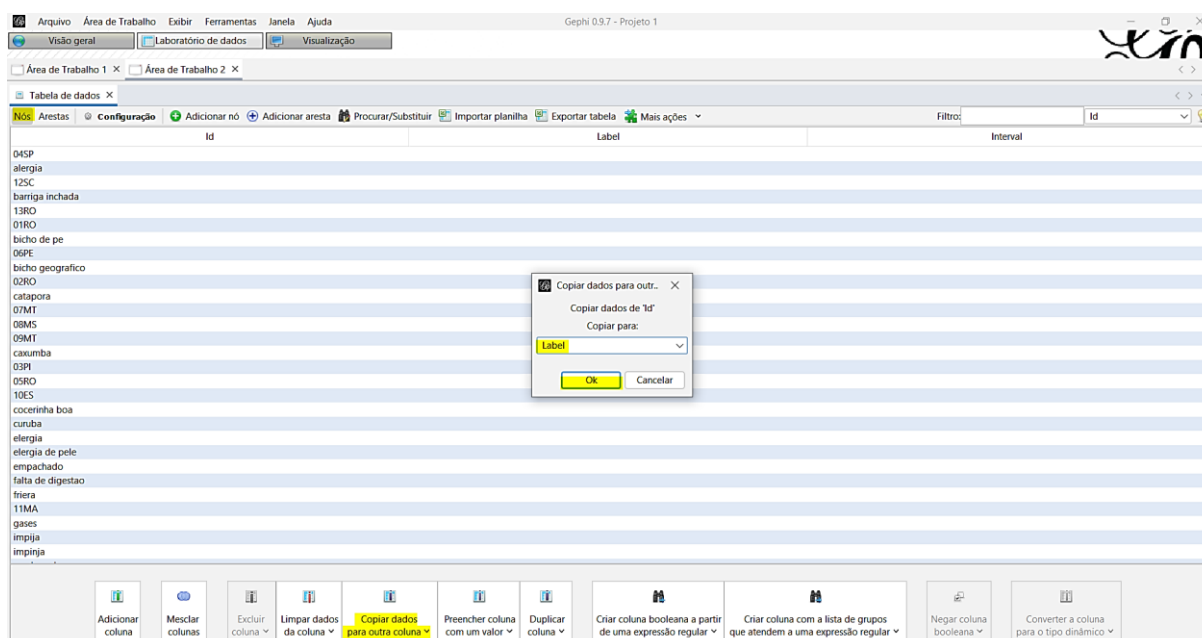 Arquivo Área de Trabalho Exibir Ferramentas Janela Ajuda Gephi 0.9.7 - Projeto 1
Visão geral Laboratório de dados Visualização
Área de Trabalho 1 Área de Trabalho 2
Tabela de dados
Nós Arestas Configuração Adicionar nó Adicionar aresta Procurar/Substituir Importar planilha Exportar tabela Mais ações Filtro: Id
Id Label Interval
04SP
alergia
12SC
barriga inchada
13RO
01RO
bicho de pe
06PE
bicho geografico
02RO
catapora
07MT
08MS
09MT
caxumba
03PI
05RO
10ES
cocerinha boa
curuba
elergia
elergia de pele
empachado
falta de digestao
friera
11MA
gases
impija
impinja
Copiar dados para outr..
Copiar dados de 'Id'
Copiar para:
Label
Ok Cancelar
Adicionar coluna
Mesclar colunas
Excluir coluna
Limpar dados da coluna
Copiar dados para outra coluna
Preencher coluna com um valor
Duplicar coluna
Criar coluna booleana a partir de uma expressão regular
Criar coluna com a lista de grupos que atendem a uma expressão regular
Negar coluna booleana
Converter a coluna para o tipo dinâmico